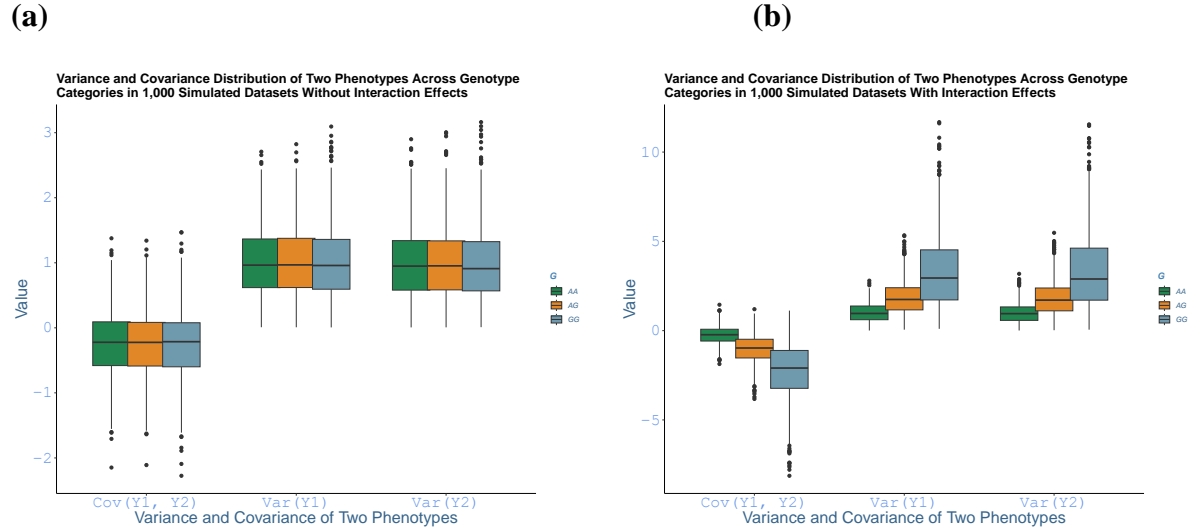 (a)
Variance and Covariance Distribution of Two Phenotypes Across Genotype
Categories in 1,000 Simulated Datasets Without Interaction Effects
Value
3
2
1
0
−1
−2
Cov(Y1, Y2)
Var(Y1)
Var(Y2)
Variance and Covariance of Two Phenotypes
G
AA
AG
GG
(b)
Variance and Covariance Distribution of Two Phenotypes Across Genotype
Categories in 1,000 Simulated Datasets With Interaction Effects
Value
10
5
0
−5
Cov(Y1, Y2)
Var(Y1)
Var(Y2)
Variance and Covariance of Two Phenotypes
G
AA
AG
GG